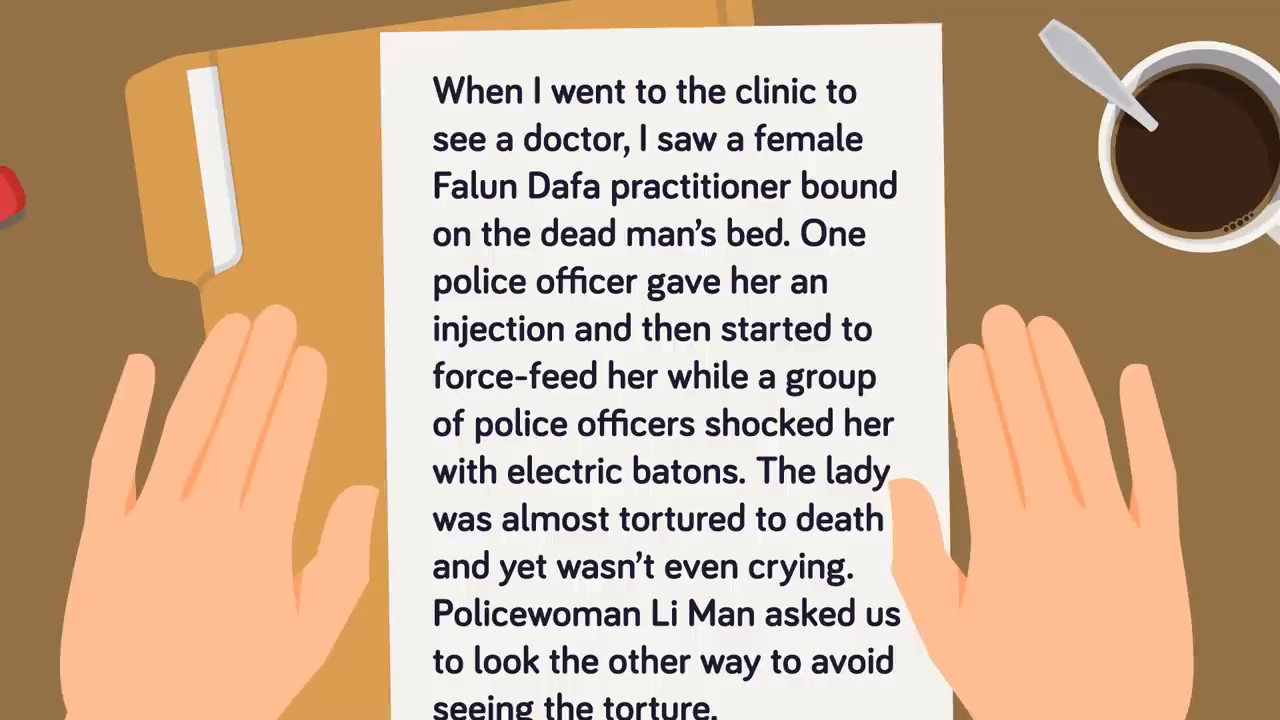 When I went to the clinic to
see a doctor, I saw a female
Falun Dafa practitioner bound
on the dead man's bed. One
police officer gave her an
injection and then started to
force-feed her while a group
of police officers shocked her
with electric batons. The lady
was almost tortured to death
and yet wasn't even crying.
Policewoman Li Man asked us
to look the other way to avoid
seeing the torture.